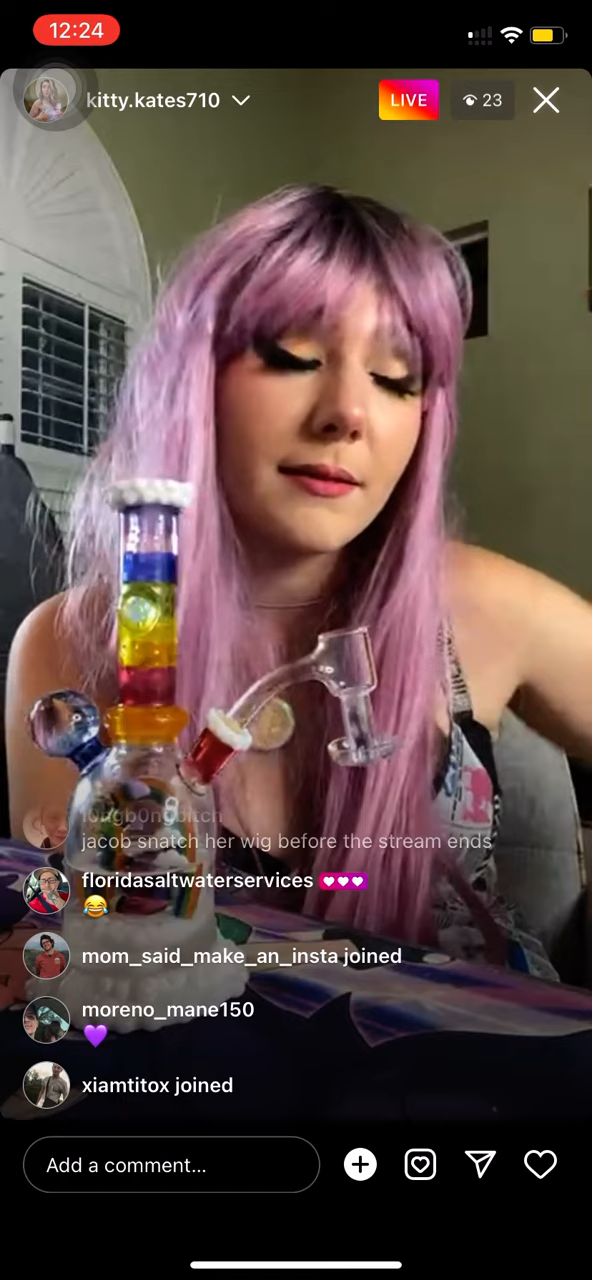 12:24
kitty.kates710
LIVE
23
l0ngb0ngbitch
jacob snatch her wig before the stream ends
floridasaltwaterservices
😂
mom_said_make_an_insta joined
moreno_mane150
💜
xiamtitox joined
Add a comment...